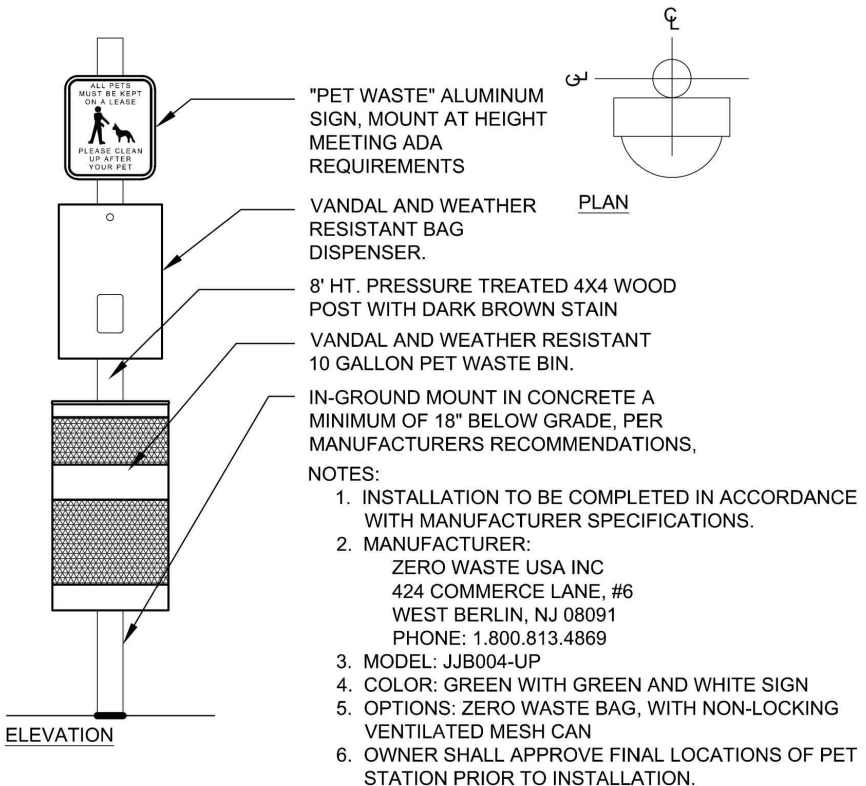 ALL PETS
MUST BE KEPT
ON A LEASE
PLEASE CLEAN
UP AFTER
YOUR PET
"PET WASTE" ALUMINUM
SIGN, MOUNT AT HEIGHT
MEETING ADA
REQUIREMENTS
CL
CL
PLAN
VANDAL AND WEATHER
RESISTANT BAG
DISPENSER.
8' HT. PRESSURE TREATED 4X4 WOOD
POST WITH DARK BROWN STAIN
VANDAL AND WEATHER RESISTANT
10 GALLON PET WASTE BIN.
IN-GROUND MOUNT IN CONCRETE A
MINIMUM OF 18" BELOW GRADE, PER
MANUFACTURERS RECOMMENDATIONS,
NOTES:
1. INSTALLATION TO BE COMPLETED IN ACCORDANCE
WITH MANUFACTURER SPECIFICATIONS.
2. MANUFACTURER:
ZERO WASTE USA INC
424 COMMERCE LANE, #6
WEST BERLIN, NJ 08091
PHONE: 1.800.813.4869
3. MODEL: JJB004-UP
4. COLOR: GREEN WITH GREEN AND WHITE SIGN
5. OPTIONS: ZERO WASTE BAG, WITH NON-LOCKING
VENTILATED MESH CAN
6. OWNER SHALL APPROVE FINAL LOCATIONS OF PET
STATION PRIOR TO INSTALLATION.
ELEVATION